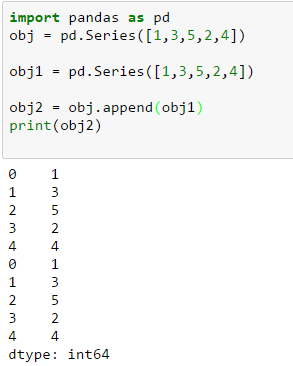 import pandas as pd
obj = pd.Series([1,3,5,2,4])
obj1 = pd.Series([1,3,5,2,4])
obj2 = obj.append(obj1)
print(obj2)
0    1
1    3
2    5
3    2
4    4
0    1
1    3
2    5
3    2
4    4
dtype: int64